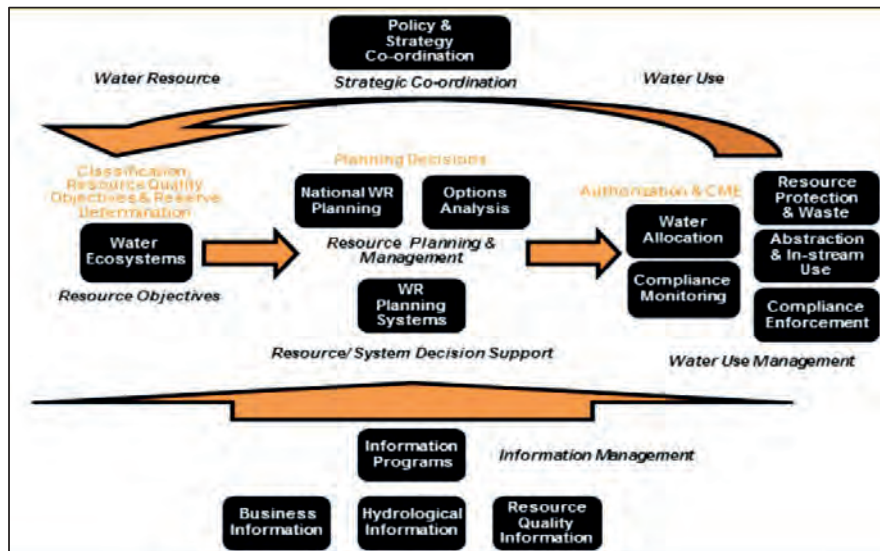 Policy &
Strategy
Co-ordination
Water Resource
Strategic Co-ordination
Water Use
Classification,
Resource Quality
Objectives & Reserve
Determination
Planning Decisions
National WR
Planning
Options
Analysis
Authorization & CME
Resource
Protection
& Waste
Water
Ecosystems
Resource Planning &
Management
Water
Allocation
Abstraction
& In-stream
Use
Resource Objectives
WR
Planning
Systems
Compliance
Monitoring
Compliance
Enforcement
Resource/ System Decision Support
Water Use Management
Information
Programs
Information Management
Business
Information
Hydrological
Information
Resource
Quality
Information